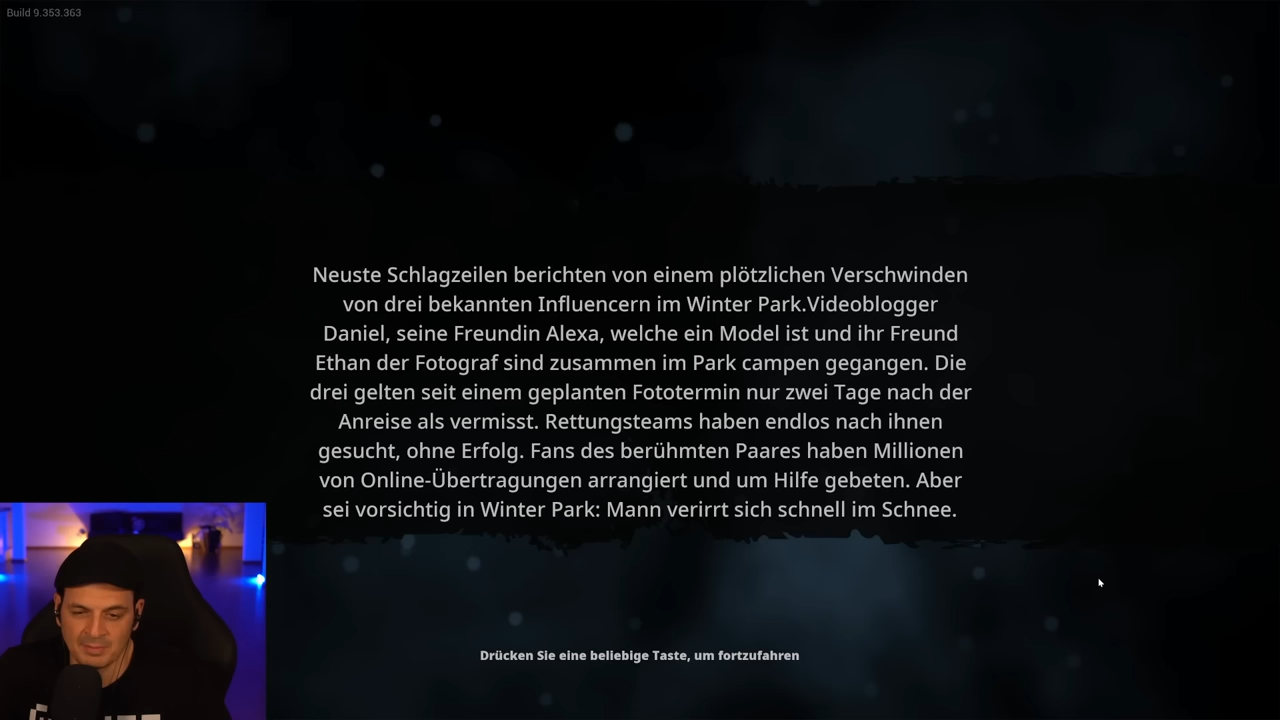 Build 9.353.363
Neuste Schlagzeilen berichten von einem plötzlichen Verschwinden
von drei bekannten Influencern im Winter Park.Videoblogger
Daniel, seine Freundin Alexa, welche ein Model ist und ihr Freund
Ethan der Fotograf sind zusammen im Park campen gegangen. Die
drei gelten seit einem geplanten Fototermin nur zwei Tage nach der
Anreise als vermisst. Rettungsteams haben endlos nach ihnen
gesucht, ohne Erfolg. Fans des berühmten Paares haben Millionen
von Online-Übertragungen arrangiert und um Hilfe gebeten. Aber
sei vorsichtig in Winter Park: Mann verirrt sich schnell im Schnee.
Drücken Sie eine beliebige Taste, um fortzufahren